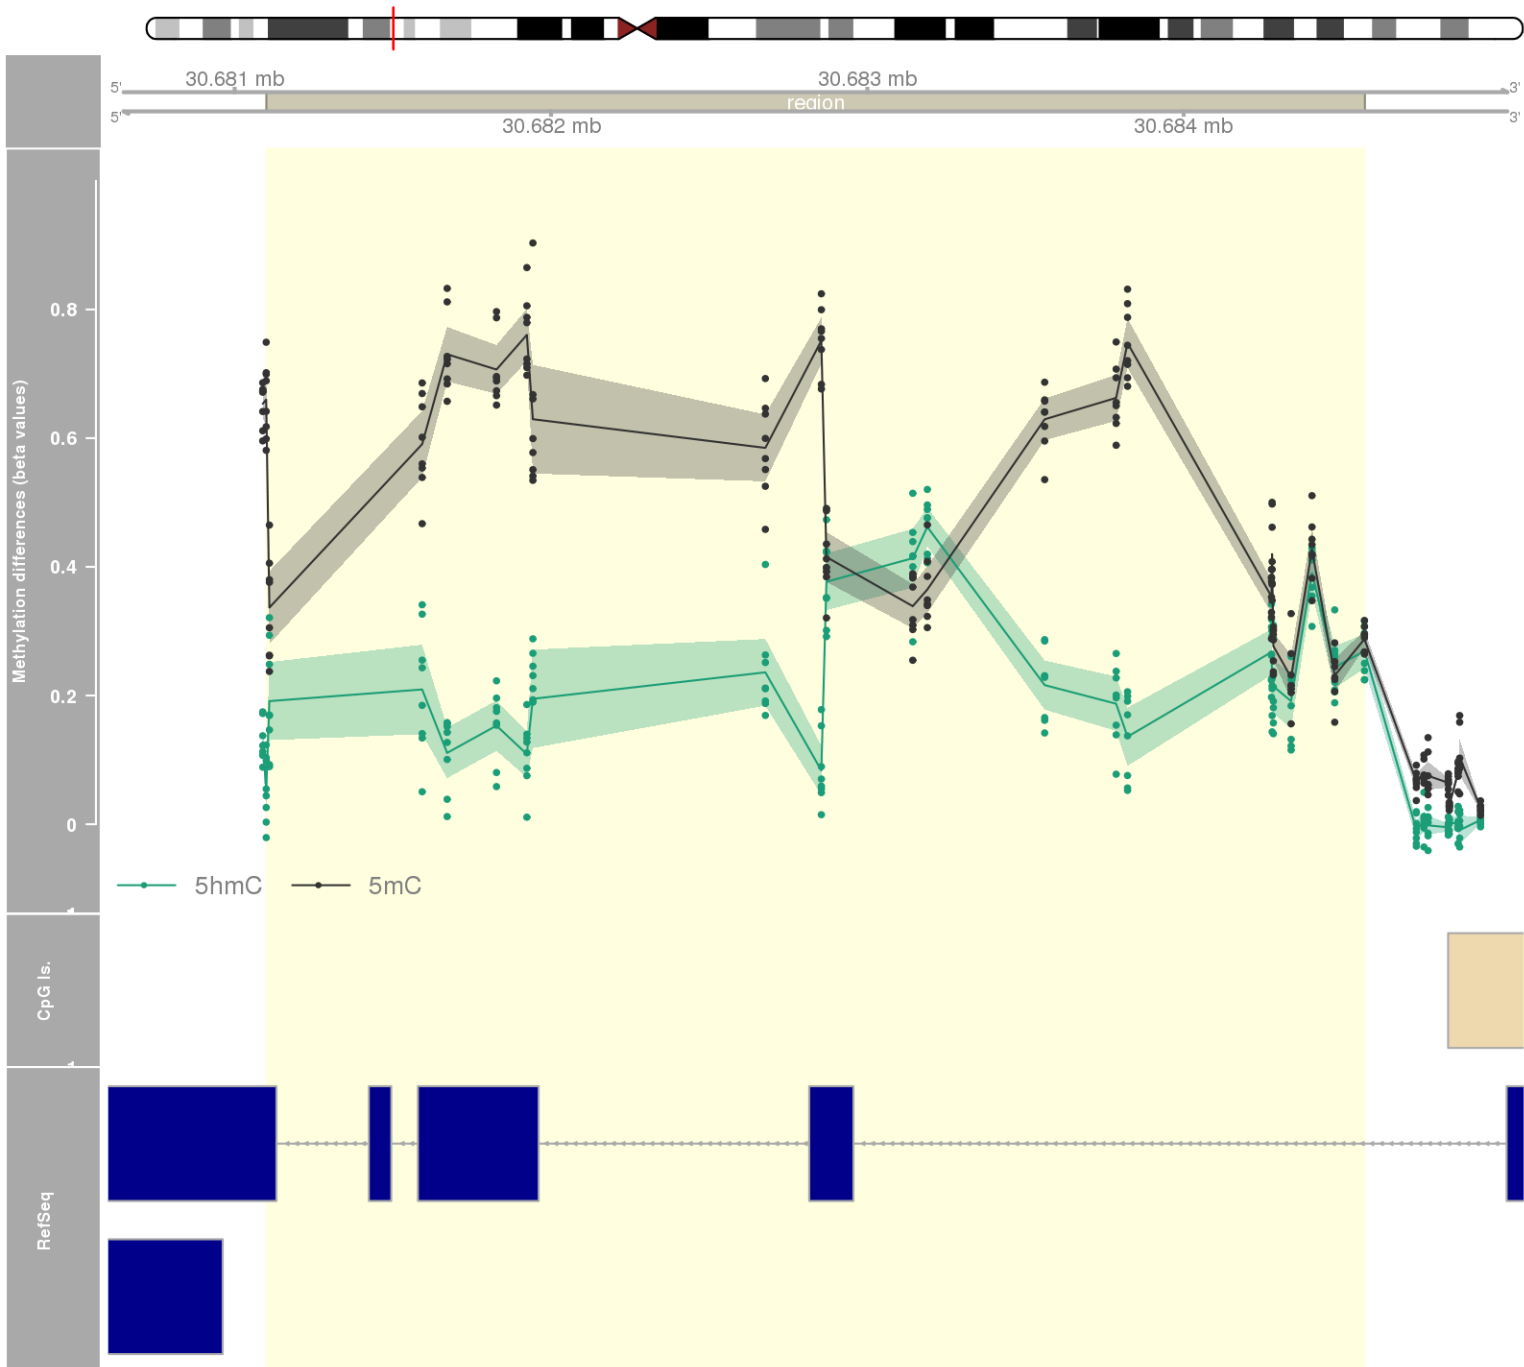 30.681 mb
30.683 mb
5'
3'
region
5'
3'
30.682 mb
30.684 mb
Methylation differences (beta values)
0.8
0.6
0.4
0.2
0
5hmC
5mC
CpG Is.
RefSeq